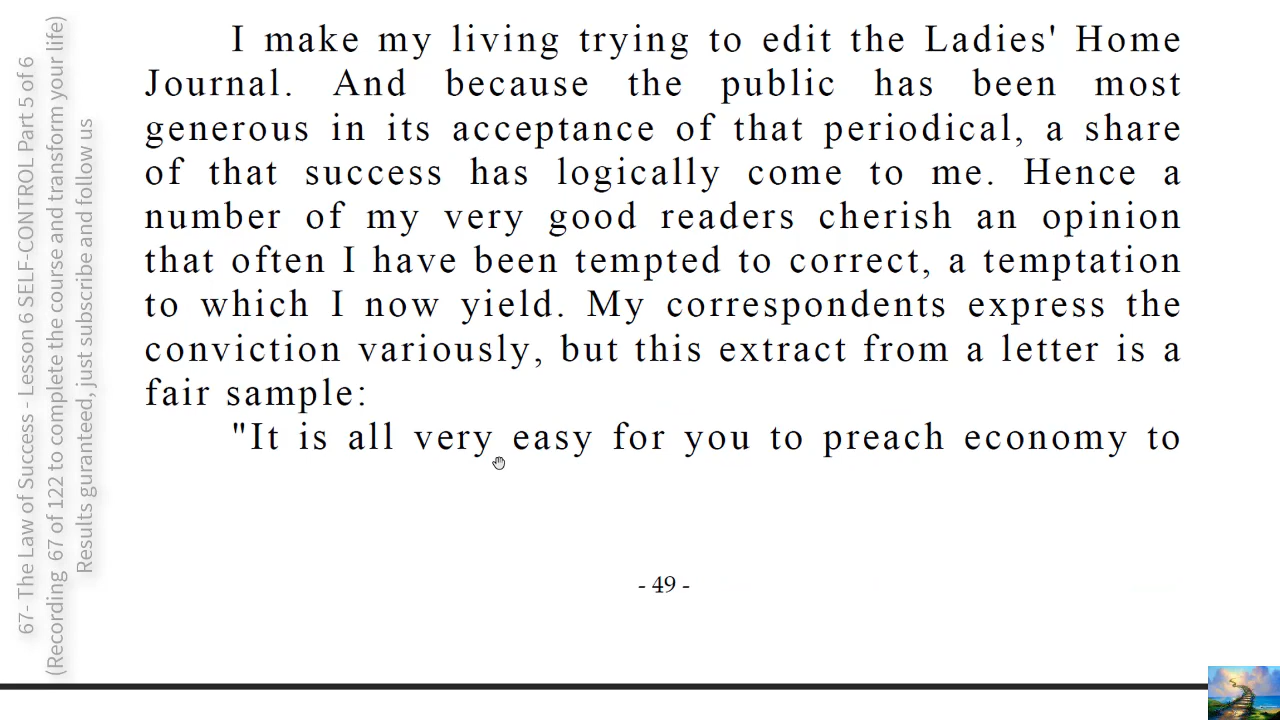 I make my living trying to edit the Ladies' Home
Journal. And because the public has been most
generous in its acceptance of that periodical, a share
of that success has logically come to me. Hence a
number of my very good readers cherish an opinion
that often I have been tempted to correct, a temptation
to which I now yield. My correspondents express the
conviction variously, but this extract from a letter is a
fair sample:
"It is all very easy for you to preach economy to
- 49 -
67- The Law of Success - Lesson 6 SELF-CONTROL Part 5 of 6
(Recording 67 of 122 to complete the course and transform your life)
Results guranteed, just subscribe and follow us